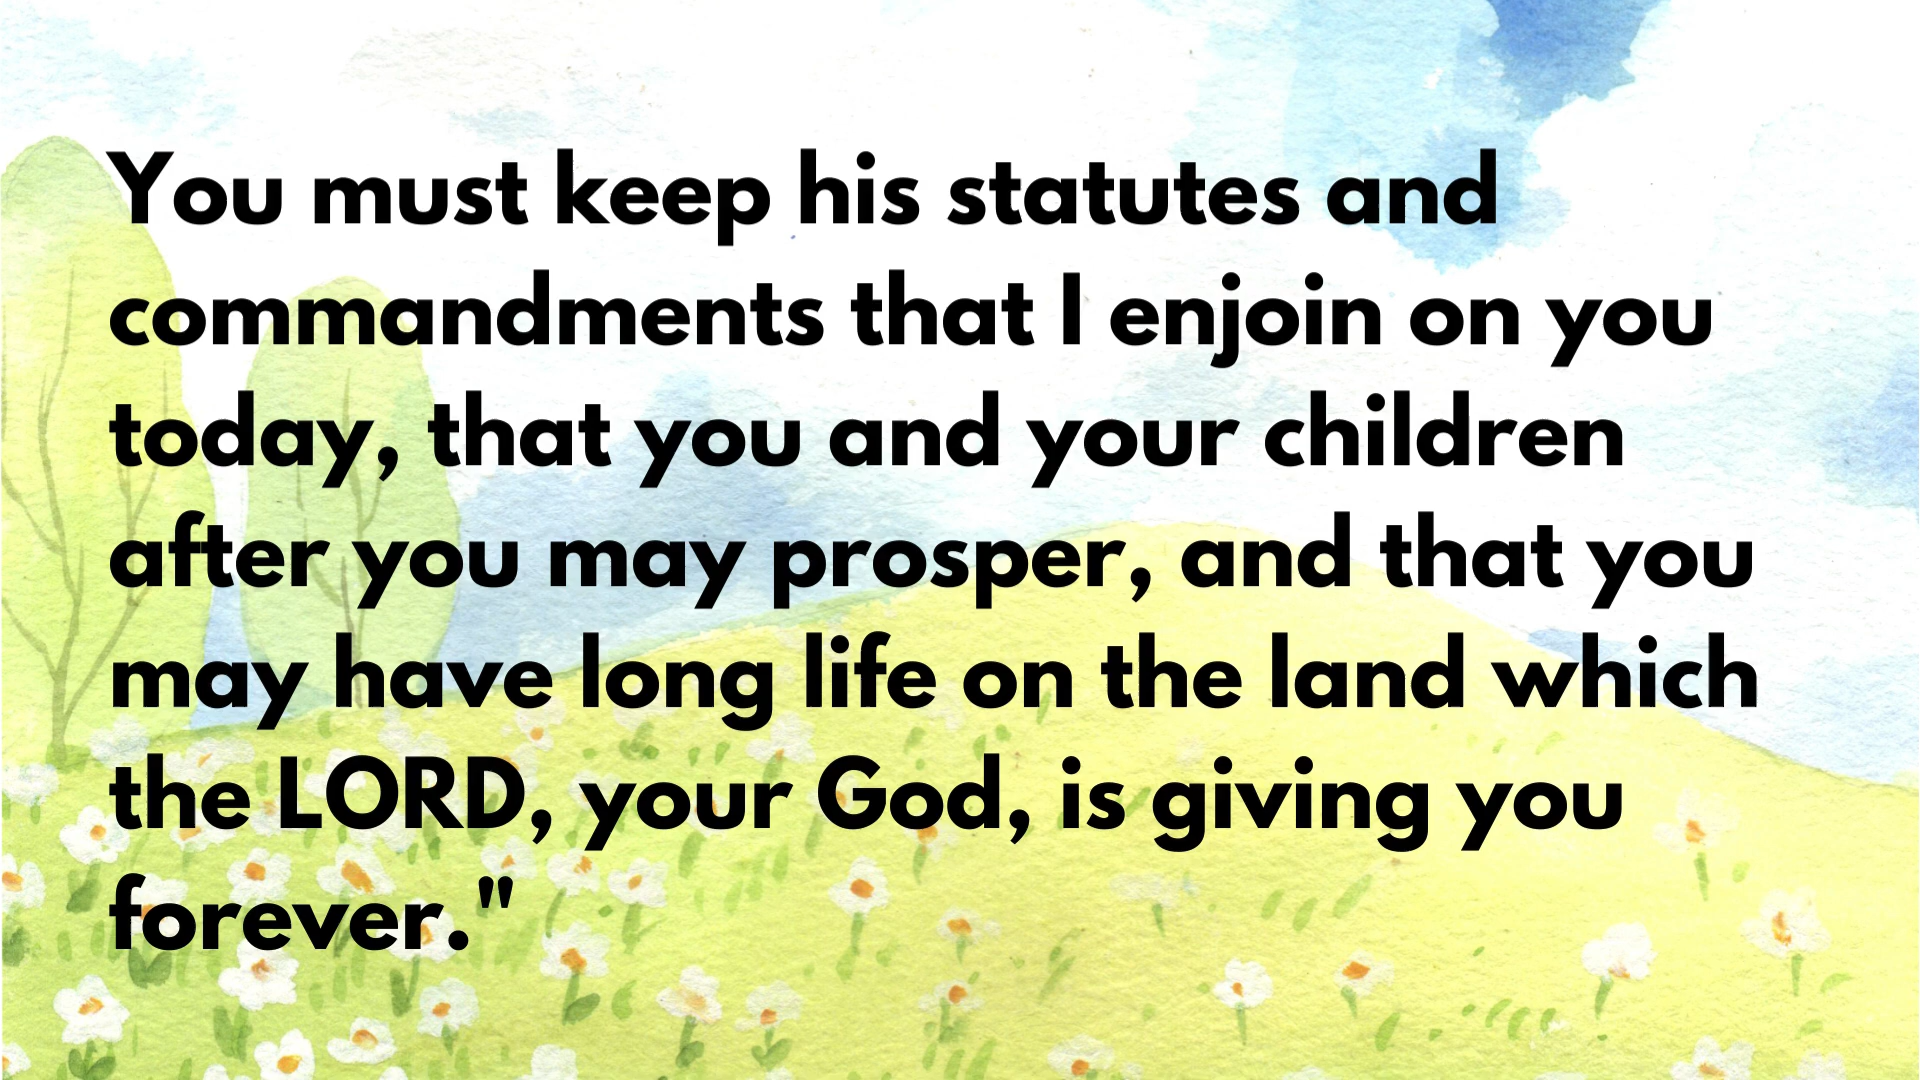 You must keep his statutes and
commandments that I enjoin on you
today, that you and your children
after you may prosper, and that you
may have long life on the land which
the LORD, your God, is giving you
forever."